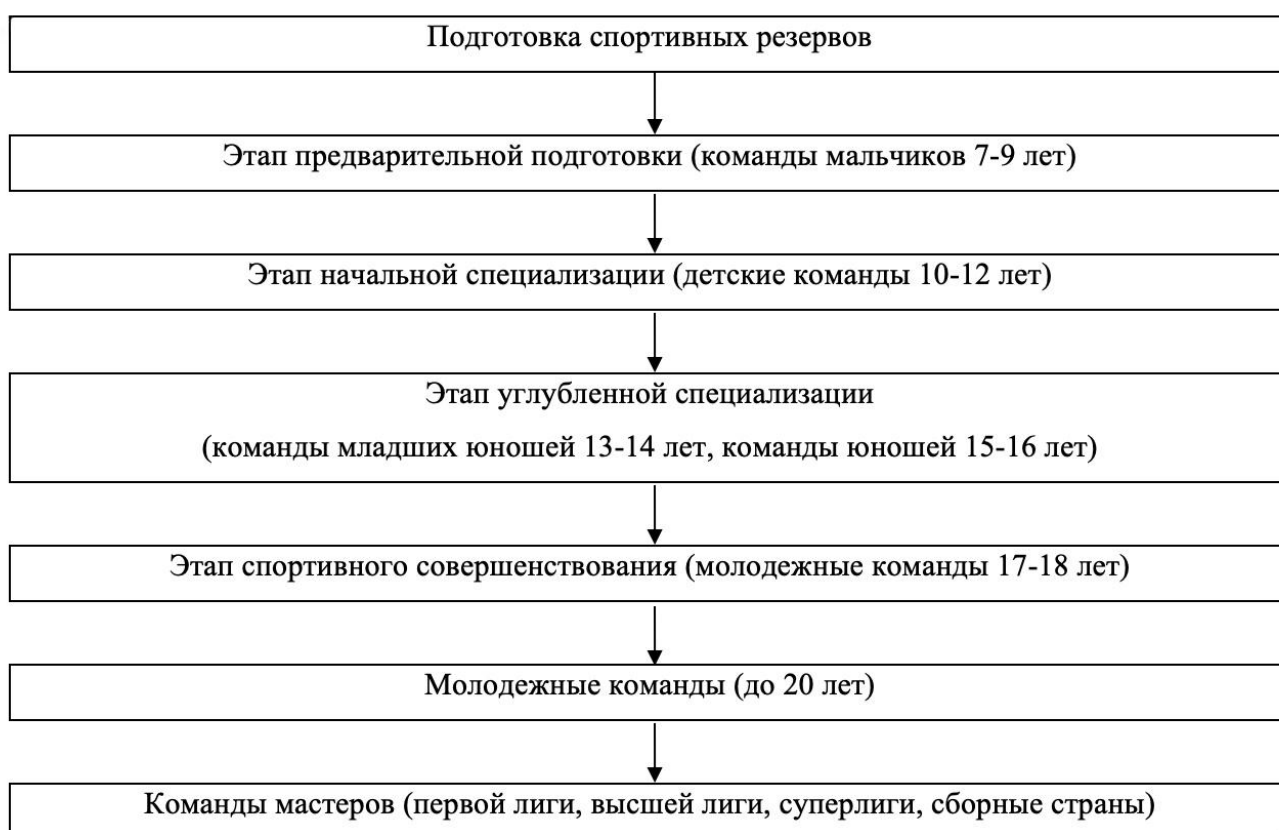 Подготовка спортивных резервов
Этап предварительной подготовки (команды мальчиков 7-9 лет)
Этап начальной специализации (детские команды 10-12 лет)
Этап углубленной специализации
(команды младших юношей 13-14 лет, команды юношей 15-16 лет)
Этап спортивного совершенствования (молодежные команды 17-18 лет)
Молодежные команды (до 20 лет)
Команды мастеров (первой лиги, высшей лиги, суперлиги, сборные страны)